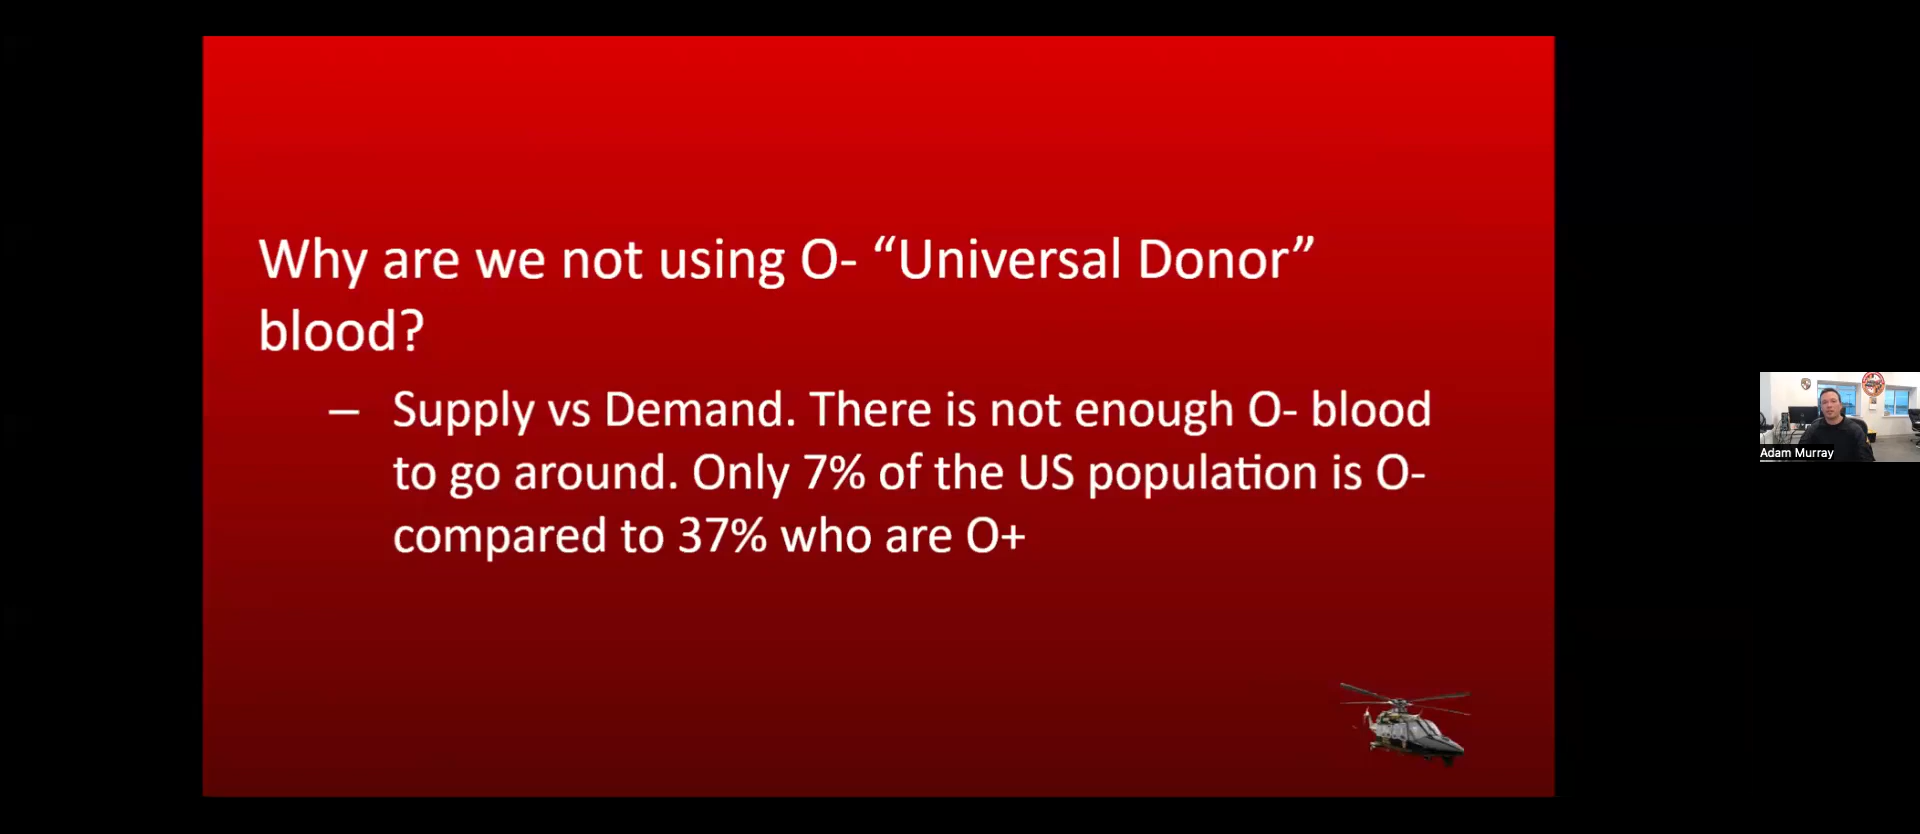 Why are we not using O- “Universal Donor”
blood?
– Supply vs Demand. There is not enough O- blood
to go around. Only 7% of the US population is O-
compared to 37% who are O+
Adam Murray